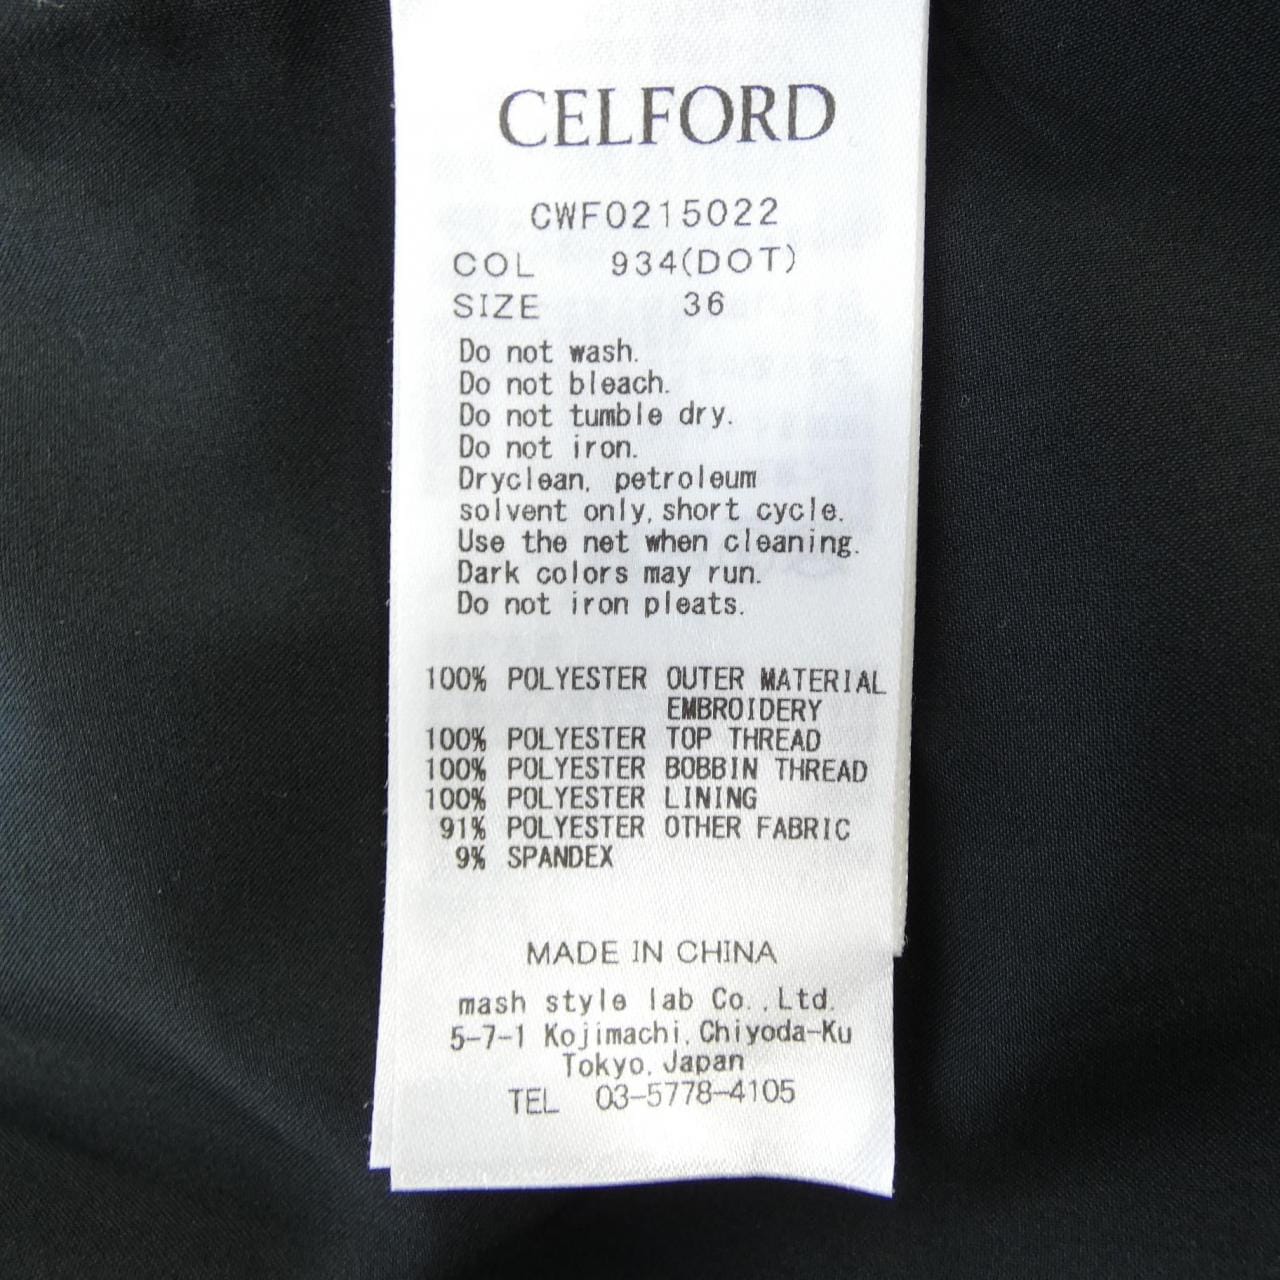 CELFORD
CWF0215022
COL 934(DOT)
SIZE 36
Do not wash.
Do not bleach.
Do not tumble dry.
Do not iron.
Dryclean, petroleum
solvent only,short cycle.
Use the net when cleaning.
Dark colors may run.
Do not iron pleats.
100% POLYESTER OUTER MATERIAL
EMBROIDERY
100% POLYESTER TOP THREAD
100% POLYESTER BOBBIN THREAD
100% POLYESTER LINING
91% POLYESTER OTHER FABRIC
9% SPANDEX
MADE IN CHINA
mash style lab Co.,Ltd.
5-7-1 Kojimachi,Chiyoda-Ku
Tokyo,Japan
TEL 03-5778-4105